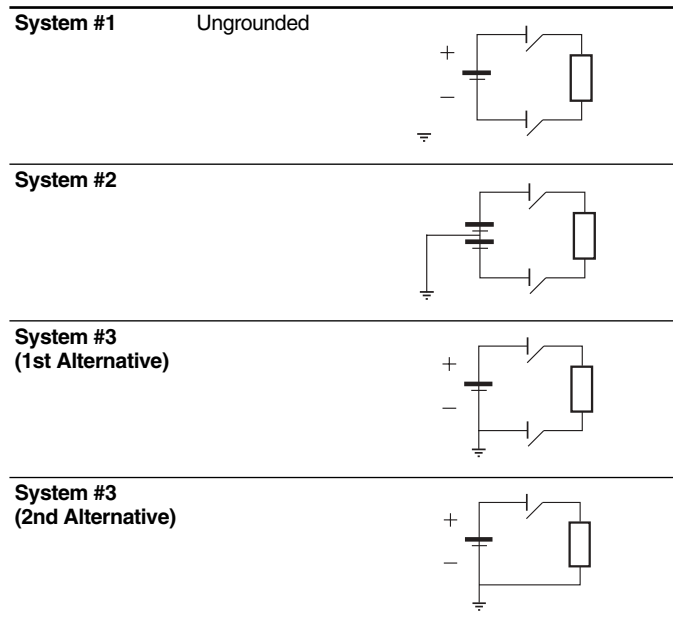 System #1 Ungrounded
+
–
System #2
System #3
(1st Alternative)
+
–
System #3
(2nd Alternative)
+
–